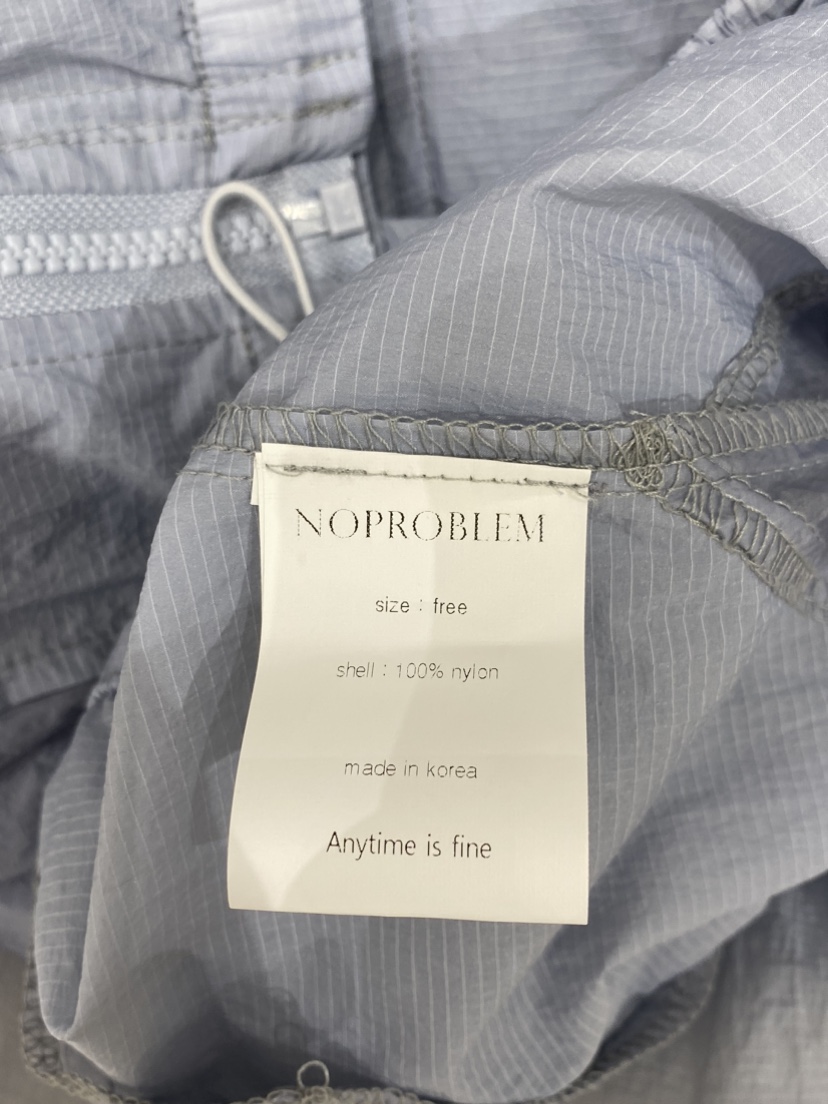 NOPROBLEM
size : free
shell : 100% nylon
made in korea
Anytime is fine